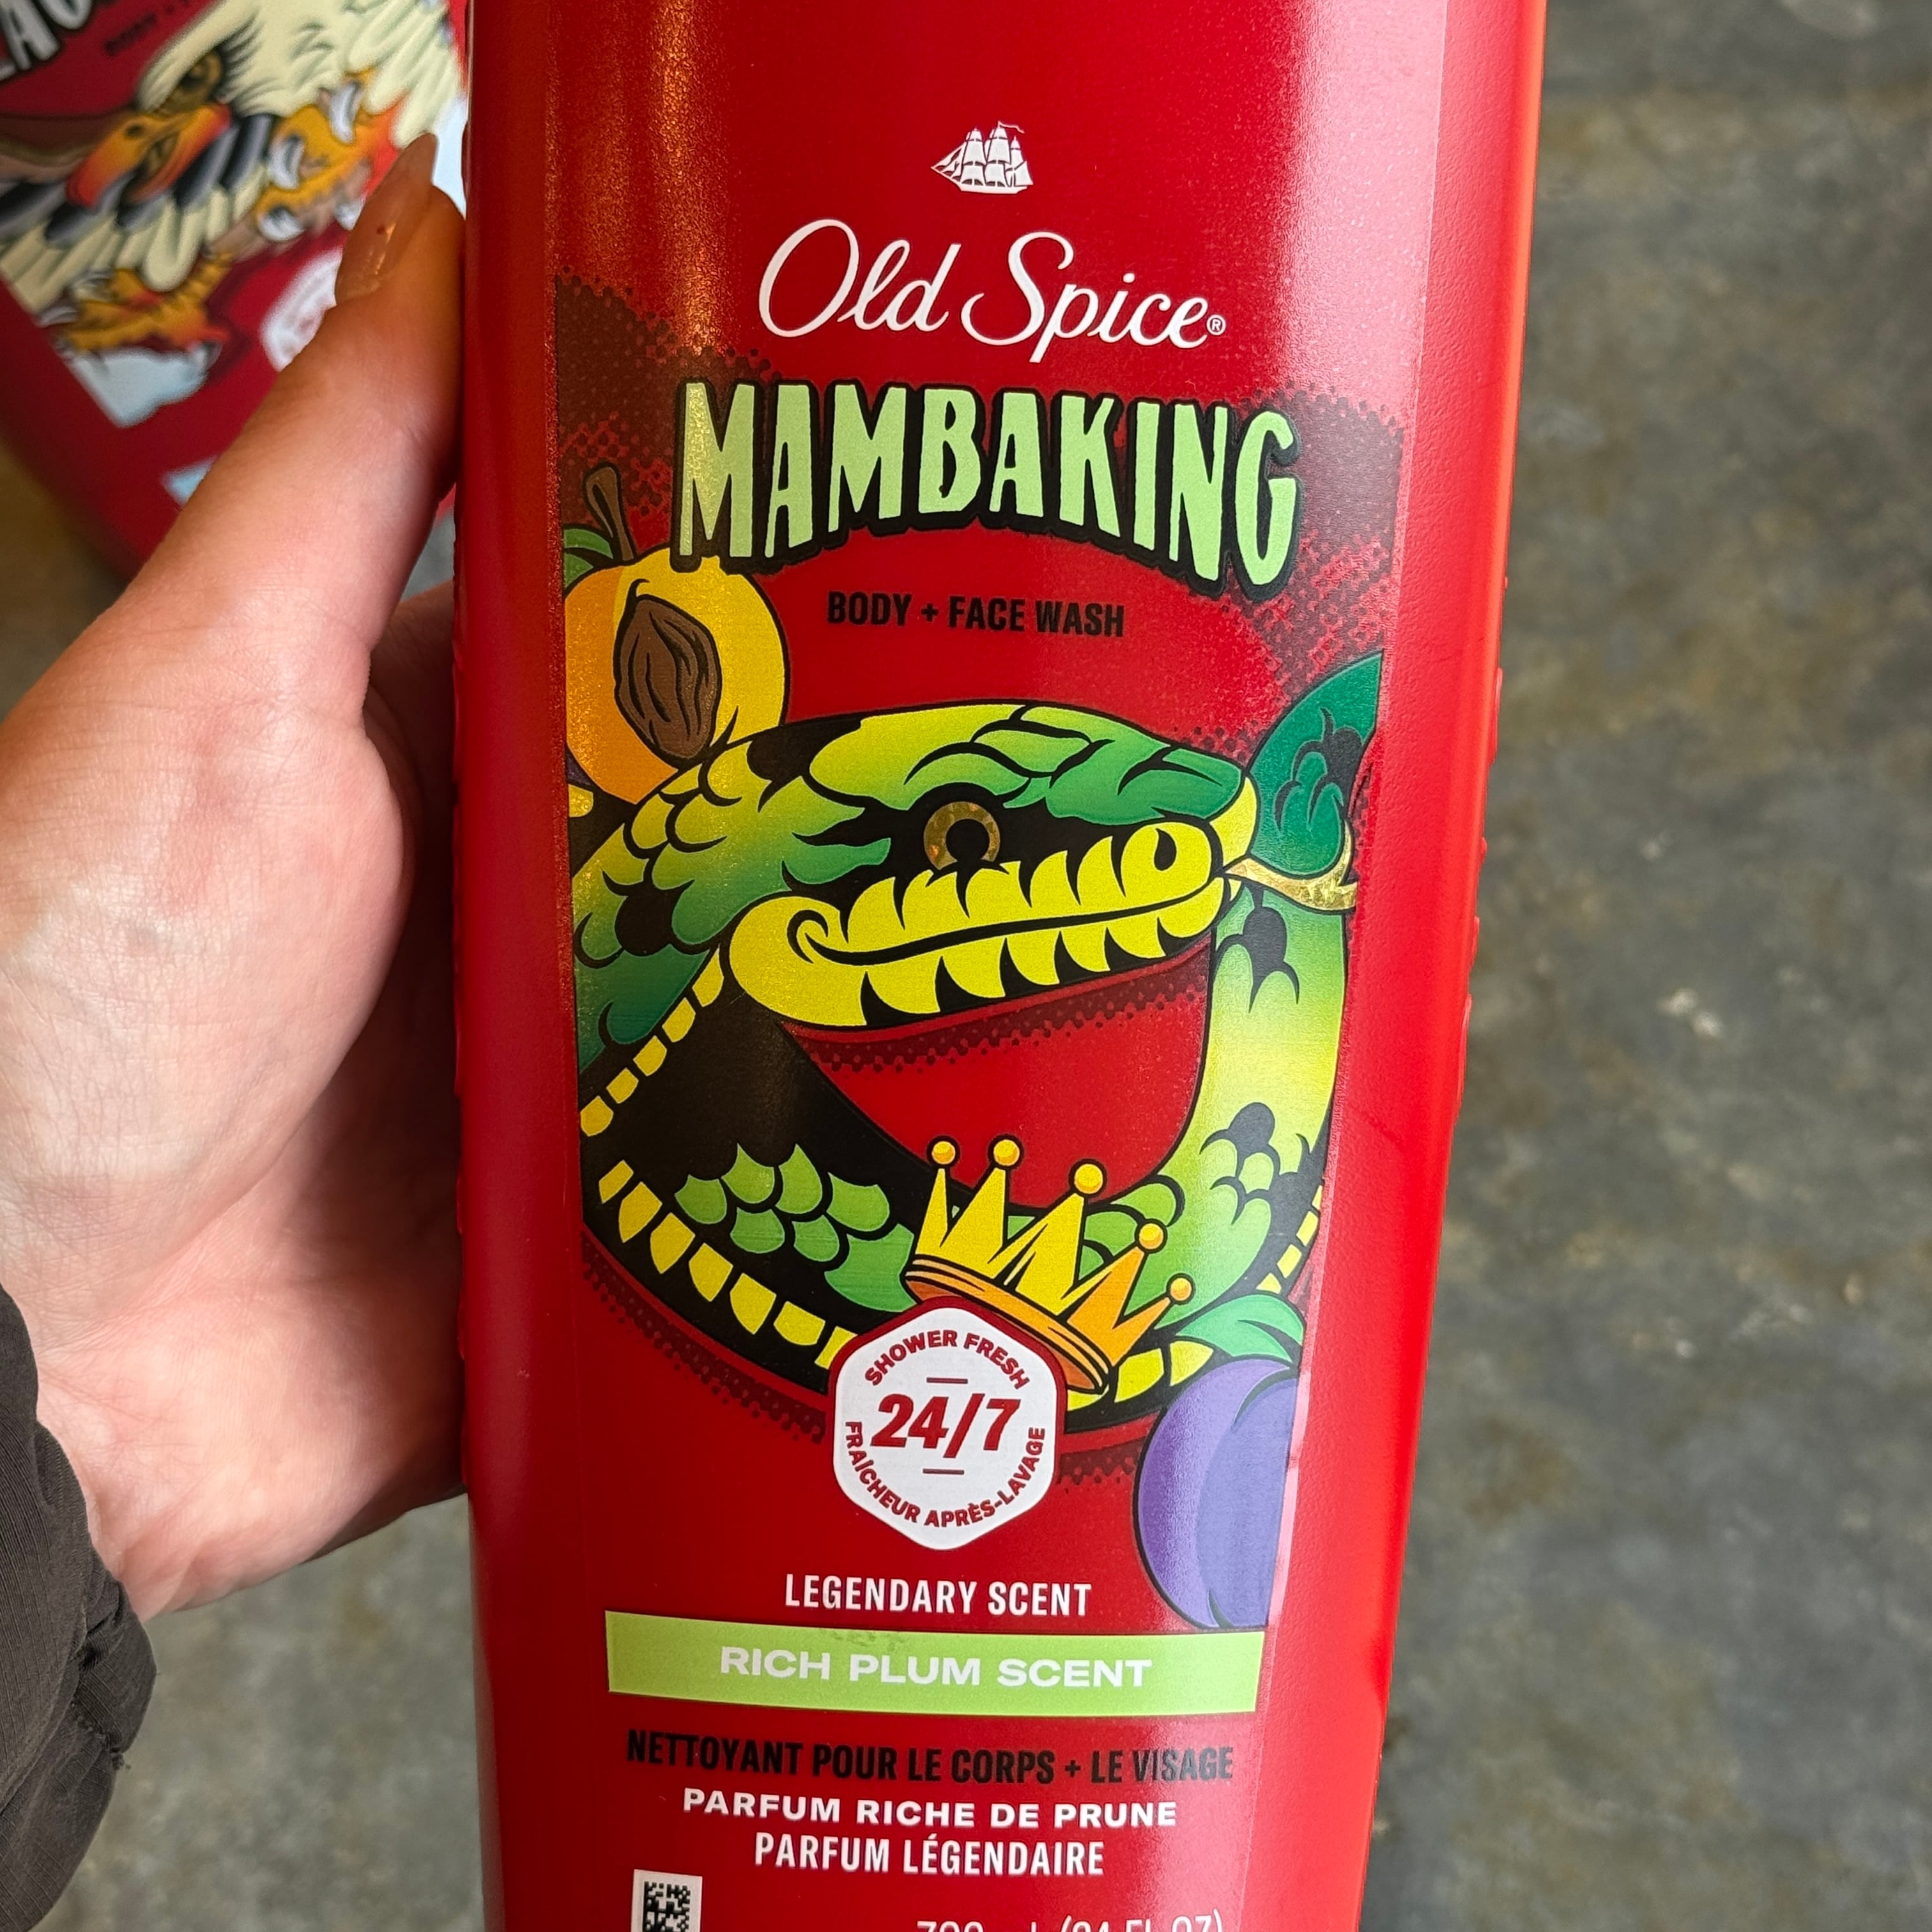 Old Spice®
MAMBAKING
BODY + FACE WASH
SHOWER FRESH
24/7
FRAÎCHEUR APRÈS-LAVAGE
LEGENDARY SCENT
RICH PLUM SCENT
NETTOYANT POUR LE CORPS + LE VISAGE
PARFUM RICHE DE PRUNE
PARFUM LÉGENDAIRE